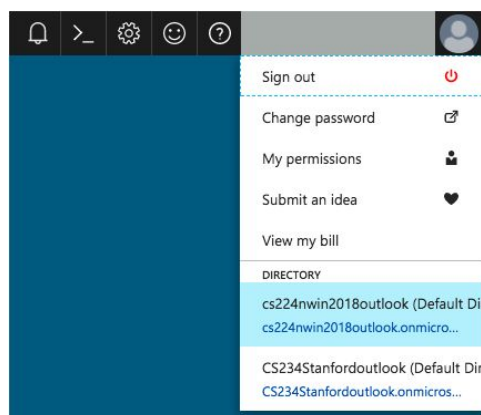 Sign out
Change password
My permissions
Submit an idea
View my bill
DIRECTORY
cs224nwin2018outlook (Default Di
cs224nwin2018outlook.onmicro...
CS234Stanfordoutlook (Default Dir
CS234Stanfordoutlook.onmicros...